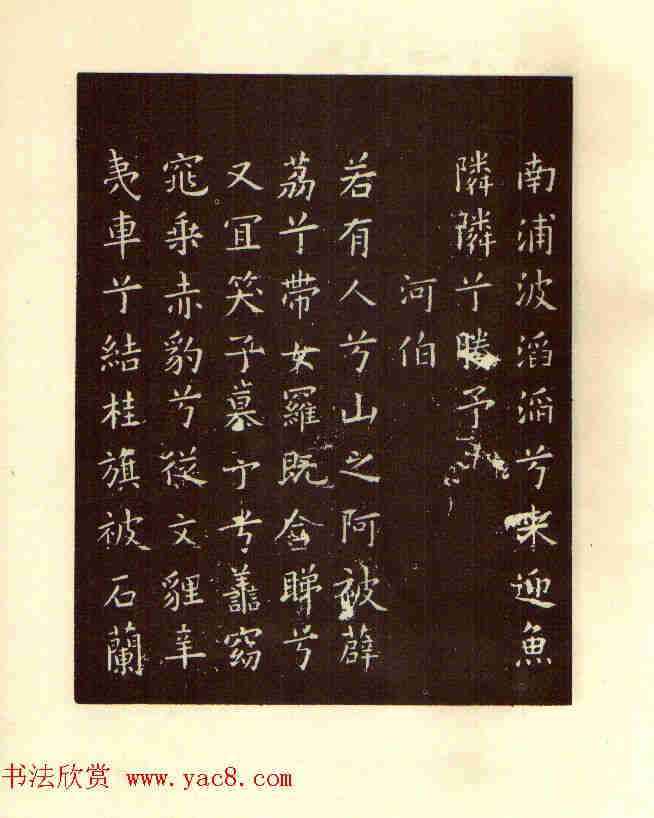 南浦波滔滔兮来迎魚
隣隣兮勝予
河伯
若有人兮山之阿被薜
荔兮帶女羅既含睇兮
又宜笑子慕予兮善窈
窕乘赤豹兮從文貍辛
夷車兮結桂旗被石蘭
书法欣赏 www.yac8.com